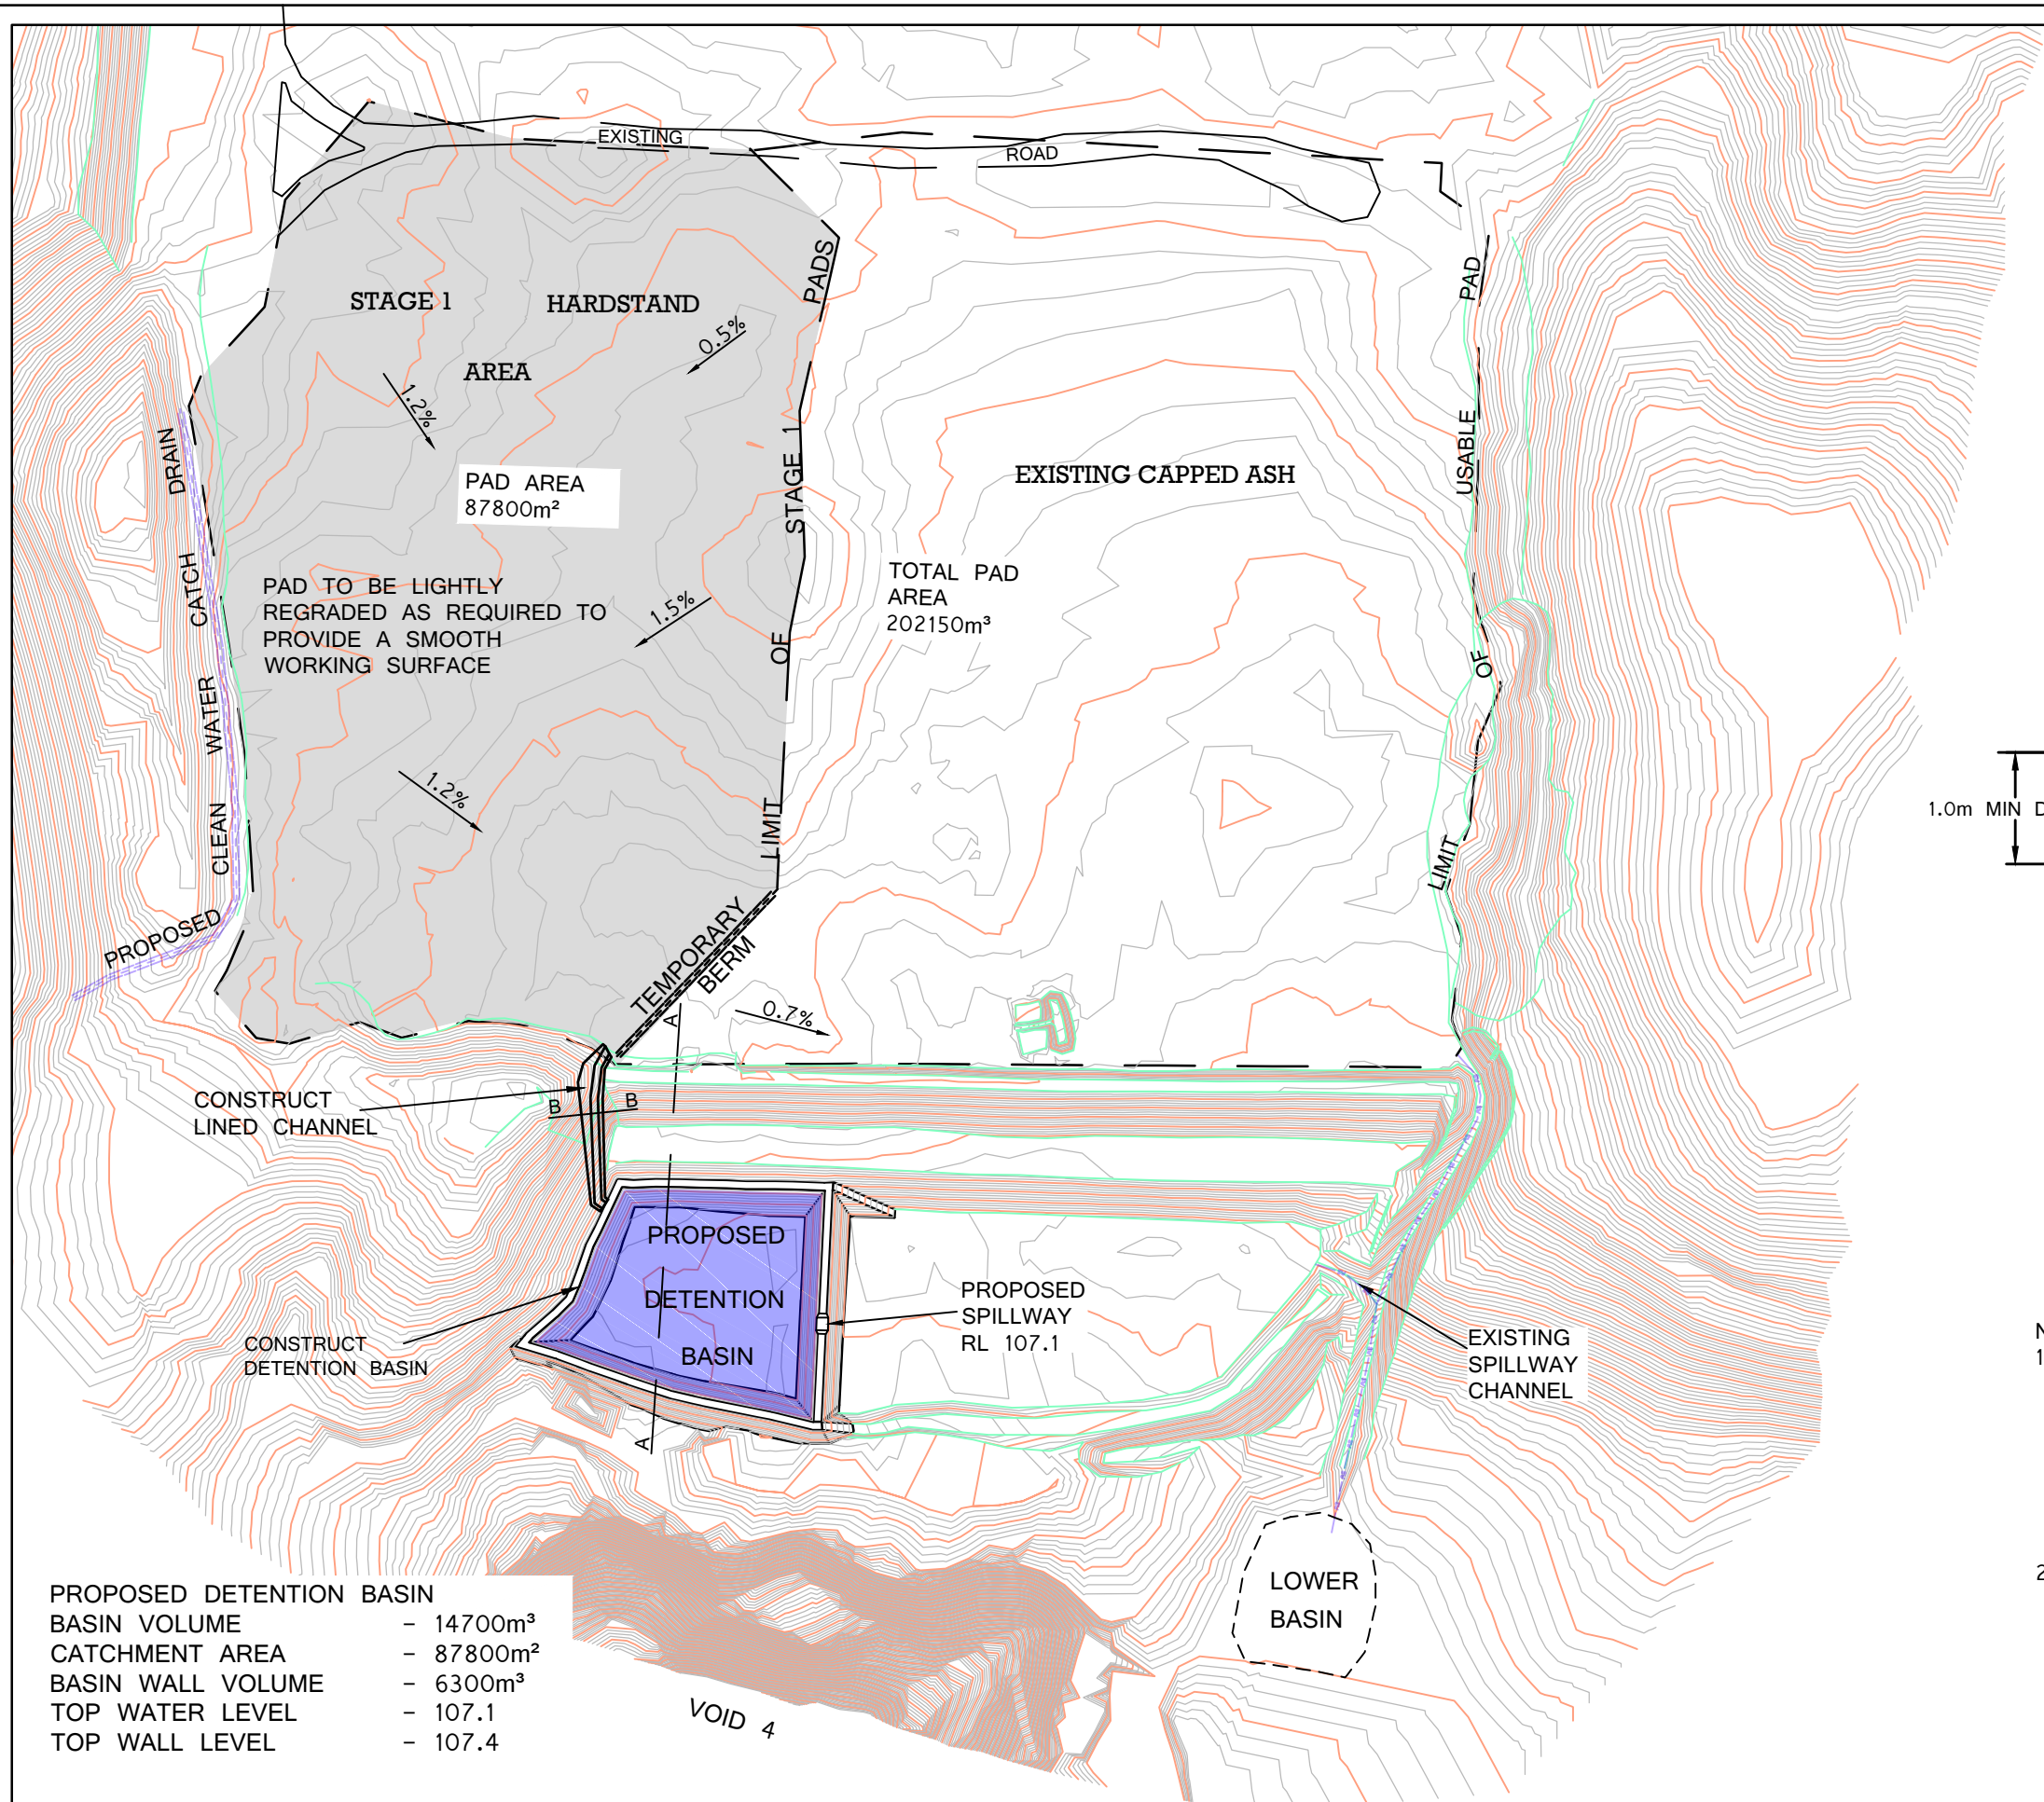 EXISTING
ROAD
STAGE 1 HARDSTAND
AREA
0.5%
1.2%
PAD AREA
87800m²
PAD TO BE LIGHTLY
REGRADED AS REQUIRED TO
PROVIDE A SMOOTH
WORKING SURFACE
1.5%
1.2%
PROPOSED CLEAN WATER CATCH DRAIN
LIMIT OF STAGE 1 PADS
EXISTING CAPPED ASH
TOTAL PAD
AREA
202150m³
LIMIT OF USABLE PAD
1.0m MIN D
TEMPORARY
BERM
0.7%
A
B B
CONSTRUCT
LINED CHANNEL
PROPOSED
DETENTION
BASIN
CONSTRUCT
DETENTION BASIN
A
PROPOSED
SPILLWAY
RL 107.1
EXISTING
SPILLWAY
CHANNEL
N
1
2
LOWER
BASIN
VOID 4
PROPOSED DETENTION BASIN
BASIN VOLUME - 14700m³
CATCHMENT AREA - 87800m²
BASIN WALL VOLUME - 6300m³
TOP WATER LEVEL - 107.1
TOP WALL LEVEL - 107.4